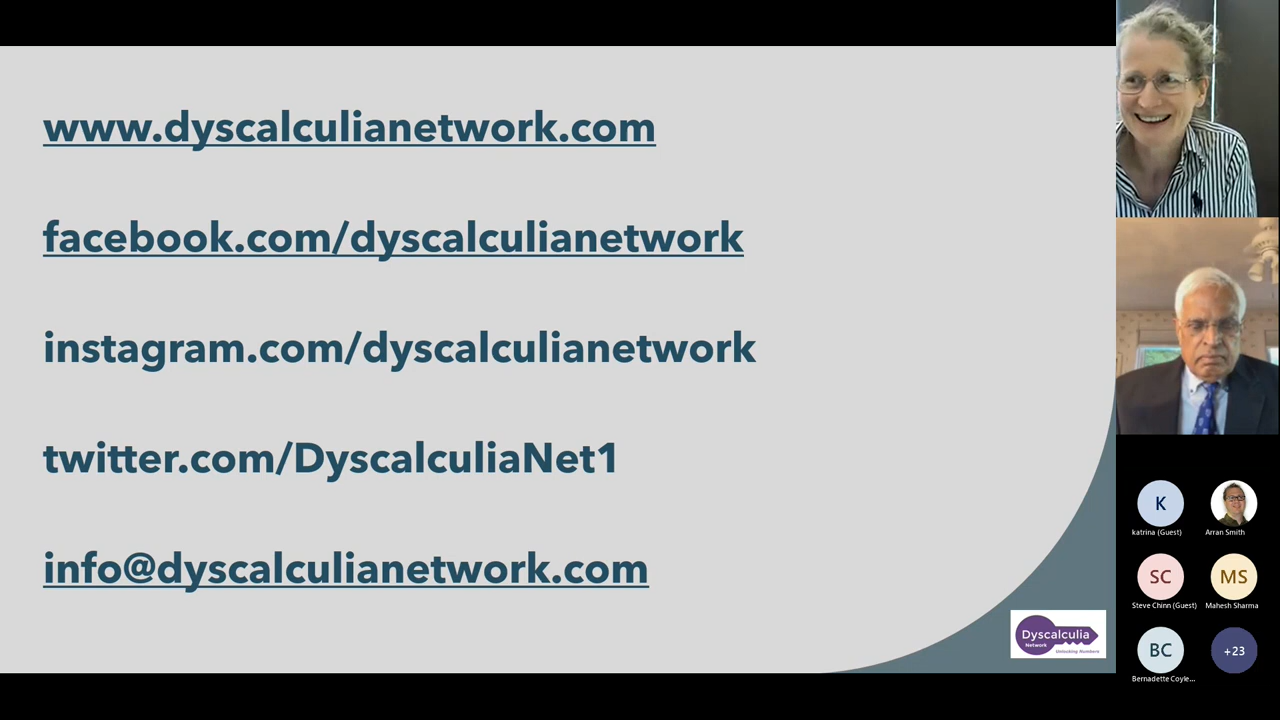 www.dyscalculianetwork.com
facebook.com/dyscalculianetwork
instagram.com/dyscalculianetwork
twitter.com/DyscalculiaNet1
info@dyscalculianetwork.com
Dyscalculia
Network
Unlocking Numbers
K
katrina (Guest)
Arran Smith
SC
MS
Steve Chinn (Guest)
Mahesh Sharma
BC
+23
Bernadette Coyle...